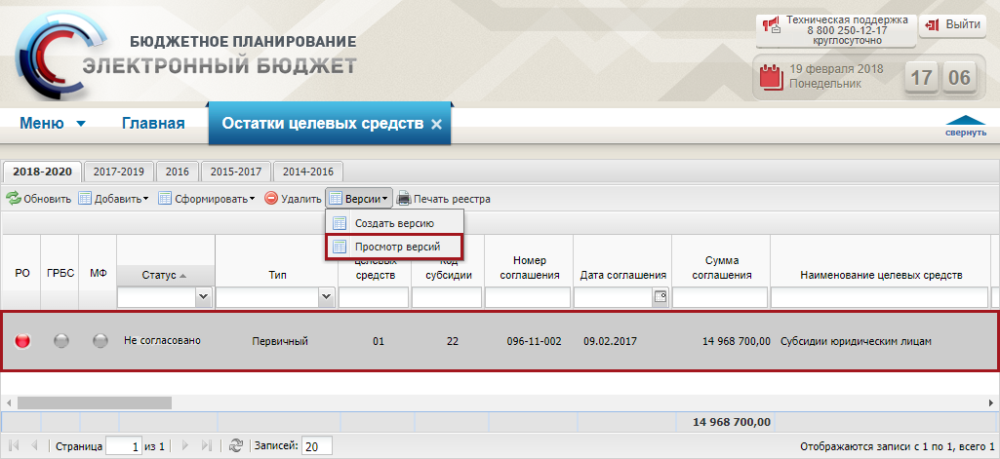 Техническая поддержка
8 800 250-12-17
круглосуточно
Выйти
БЮДЖЕТНОЕ ПЛАНИРОВАНИЕ
ЭЛЕКТРОННЫЙ БЮДЖЕТ
19 февраля 2018
Понедельник
17 06
Меню Главная Остатки целевых средств
свернуть
2018-2020 2017-2019 2016 2015-2017 2014-2016
Обновить Добавить Сформировать Удалить Версии Печать реестра
Создать версию
Просмотр версий
РО ГРБС МФ Статус Тип
целевых
средств
Код
субсидии
Номер
соглашения
Дата соглашения
Сумма
соглашения
Наименование целевых средств
Не согласовано Первичный 01 22 096-11-002 09.02.2017 14 968 700,00 Субсидии юридическим лицам
14 968 700,00
Страница 1 из 1 Записей: 20 Отображаются записи с 1 по 1, всего 1